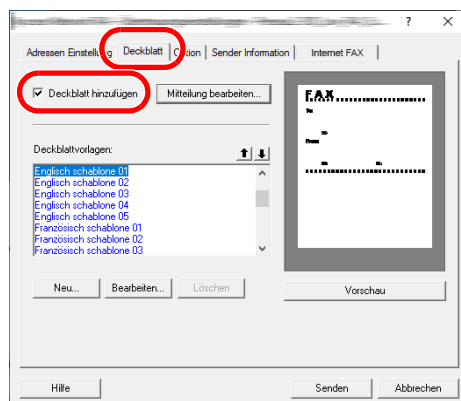 ?
Adressen Einstellung Deckblatt Option Sender Information Internet FAX
Deckblatt hinzufügen Mitteilung bearbeiten...
FAX
Deckblattvorlagen:
Englisch schablone 01
Englisch schablone 02
Englisch schablone 03
Englisch schablone 04
Englisch schablone 05
Französisch schablone 01
Französisch schablone 02
Französisch schablone 03
Neu... Bearbeiten... Löschen Vorschau
Hilfe Senden Abbrechen